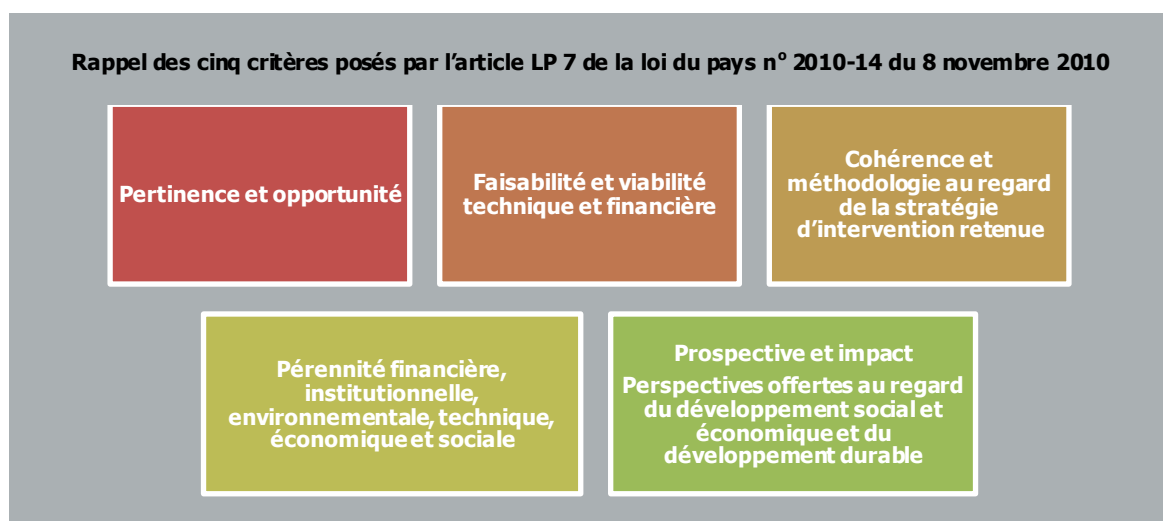 Rappel des cinq critères posés par l'article LP 7 de la loi du pays n° 2010-14 du 8 novembre 2010
Pertinence et opportunité
Faisabilité et viabilité
technique et financière
Cohérence et
méthodologie au regard
de la stratégie
d'intervention retenue
Pérennité financière,
institutionnelle,
environnementale, technique,
économique et sociale
Prospective et impact
Perspectives offertes au regard
du développement social et
économique et du
développement durable